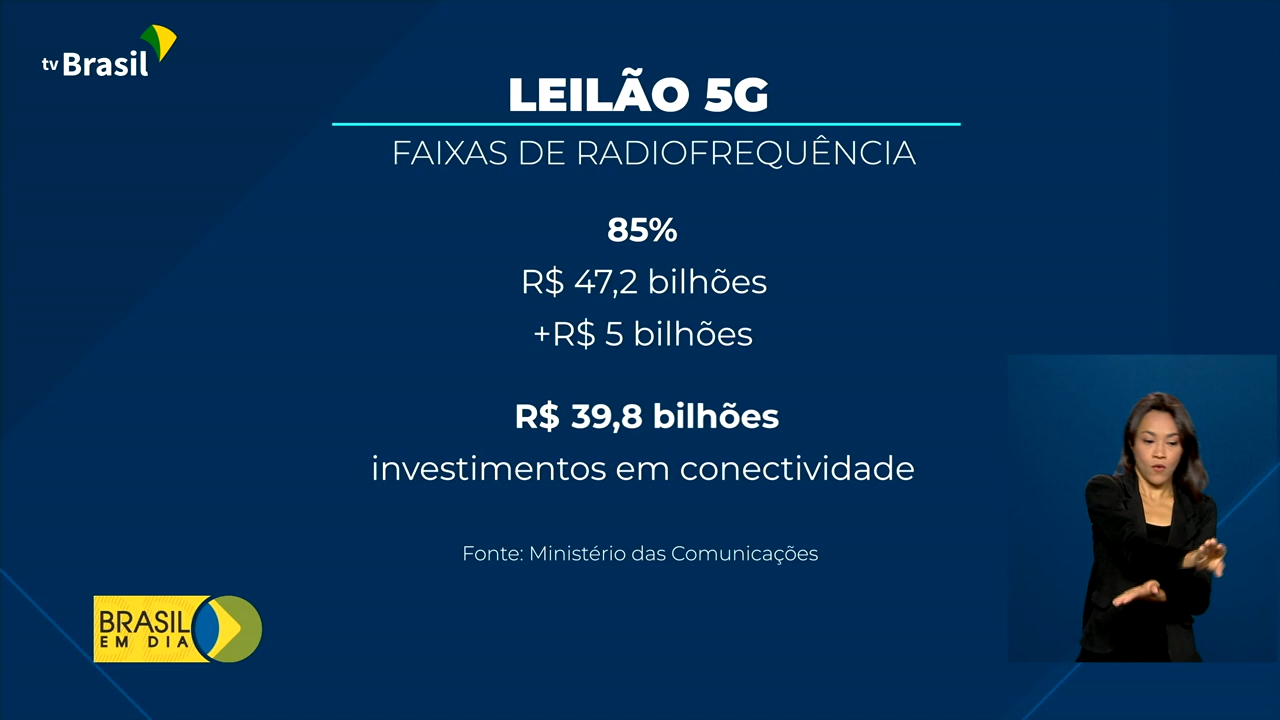 tv Brasil
LEILÃO 5G
FAIXAS DE RADIOFREQUÊNCIA
85%
R$ 47,2 bilhões
+R$ 5 bilhões
R$ 39,8 bilhões
investimentos em conectividade
Fonte: Ministério das Comunicações
BRASIL
EM DIA